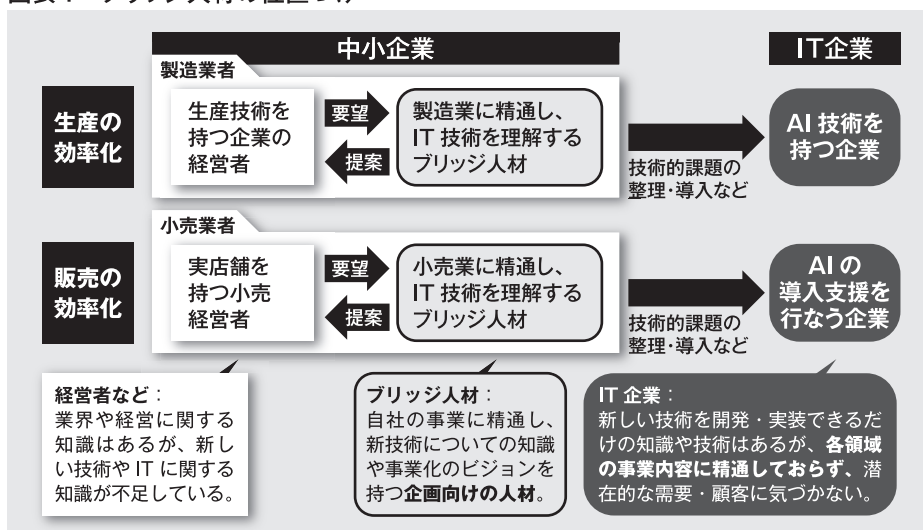 中小企業
IT企業
製造業者
生産の
効率化
生産技術を
持つ企業の
経営者
要望
提案
製造業に精通し、
IT技術を理解する
ブリッジ人材
技術的課題の
整理・導入など
AI技術を
持つ企業
小売業者
販売の
効率化
実店舗を
持つ小売
経営者
要望
提案
小売業に精通し、
IT技術を理解する
ブリッジ人材
技術的課題の
整理・導入など
AIの
導入支援を
行なう企業
経営者など：
業界や経営に関する
知識はあるが、新し
い技術やITに関する
知識が不足している。
ブリッジ人材：
自社の事業に精通し、
新技術についての知識
や事業化のビジョンを
持つ企画向けの人材。
IT企業：
新しい技術を開発・実装できるだ
けの知識や技術はあるが、各領域
の事業内容に精通しておらず、潜
在的な需要・顧客に気づかない。